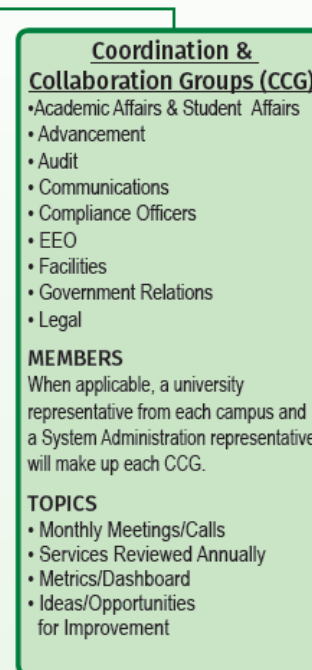 Coordination &
Collaboration Groups (CCG)
•Academic Affairs & Student Affairs
• Advancement
• Audit
• Communications
• Compliance Officers
• EEO
• Facilities
• Government Relations
• Legal
MEMBERS
When applicable, a university
representative from each campus and
a System Administration representative
will make up each CCG.
TOPICS
• Monthly Meetings/Calls
• Services Reviewed Annually
• Metrics/Dashboard
• Ideas/Opportunities
for Improvement